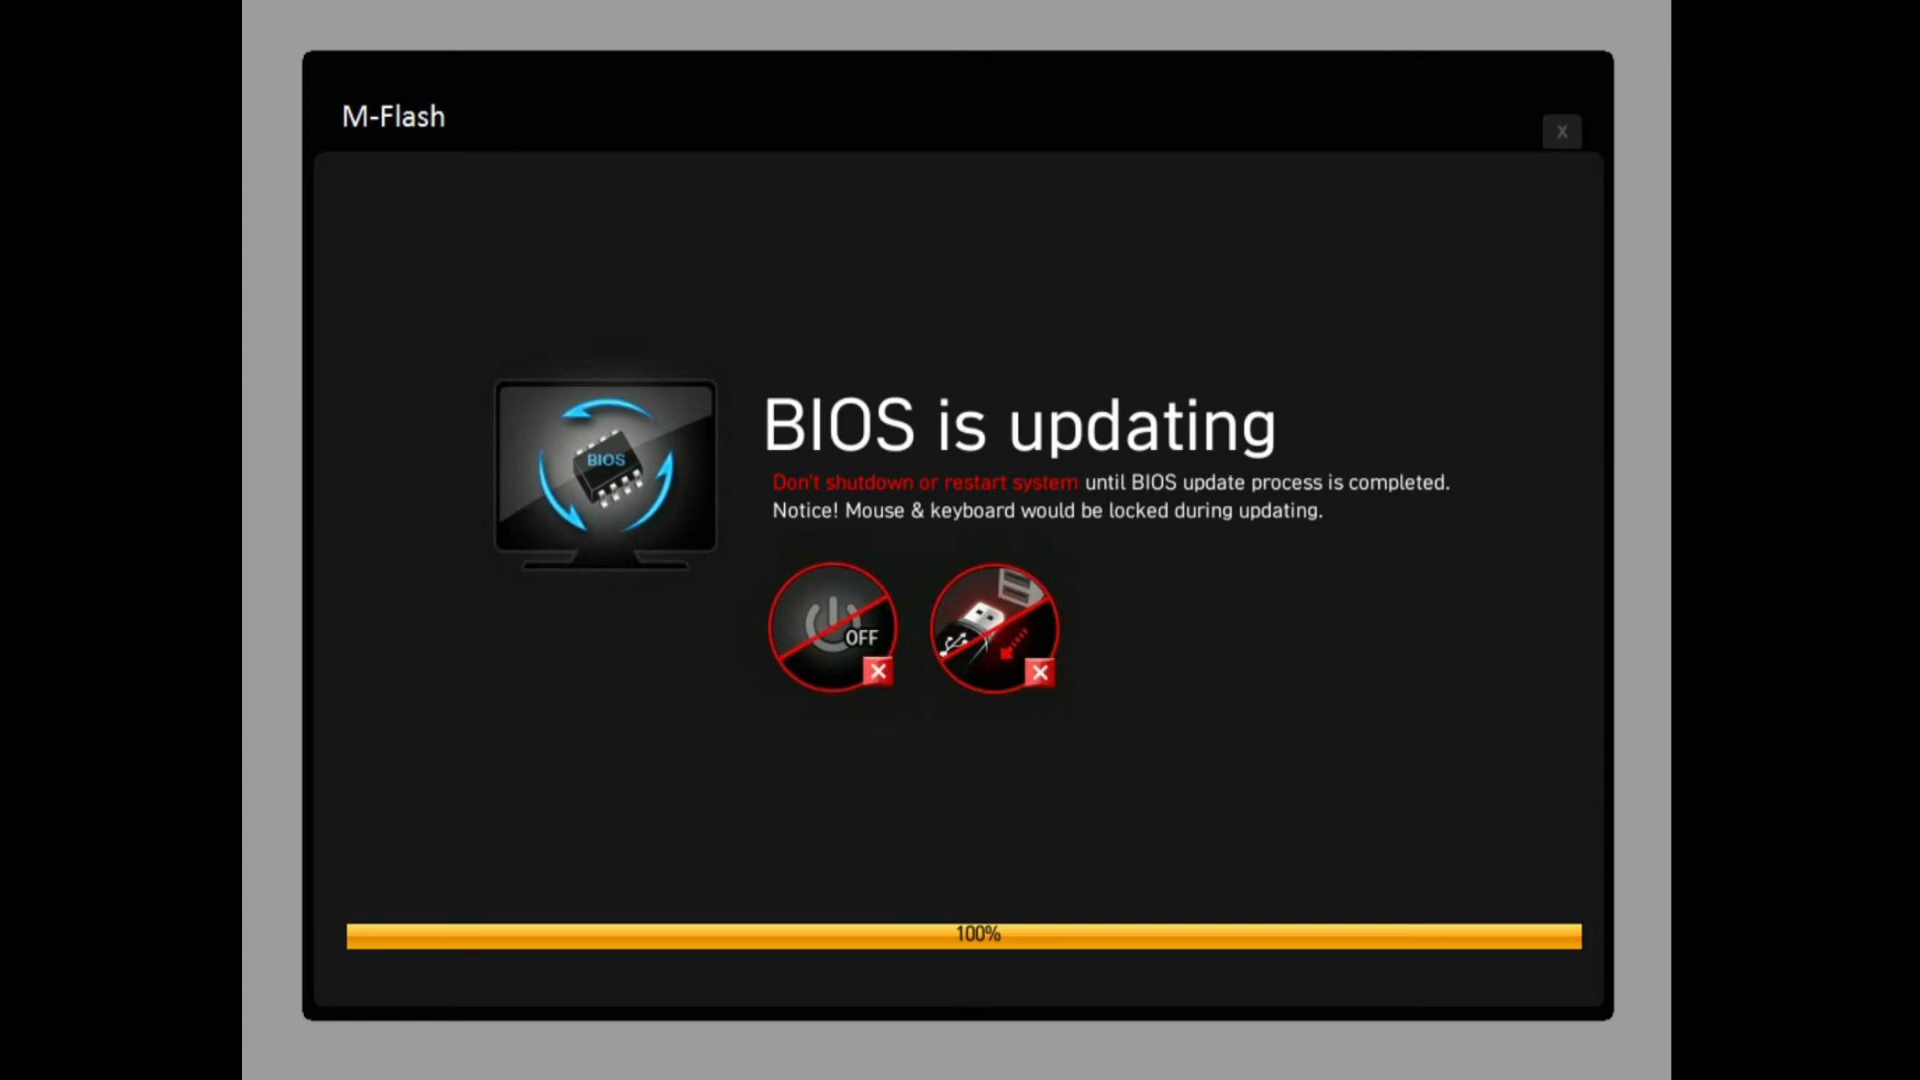 M-Flash
X
BIOS
BIOS is updating
Don't shutdown or restart system until BIOS update process is completed.
Notice! Mouse & keyboard would be locked during updating.
OFF
100%